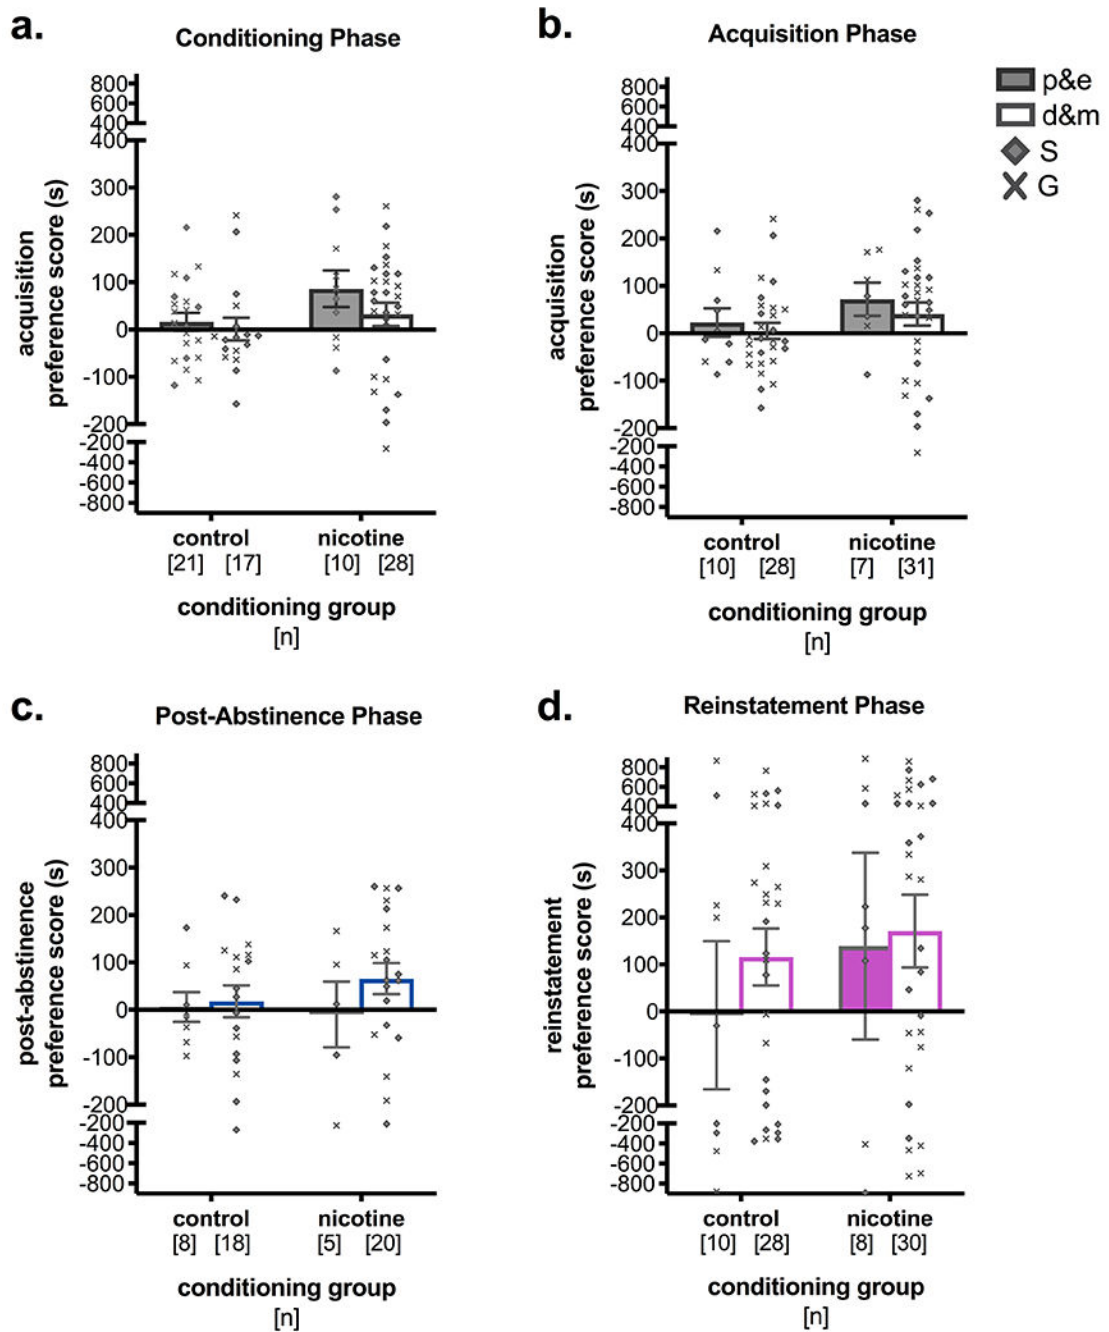 a.
Conditioning Phase
800
600
400
400
300
200
100
0
-100
-200
-200
-400
-600
-800
acquisition
preference score (s)
control
nicotine
[21] [17] [10] [28]
conditioning group
[n]
b.
Acquisition Phase
800
600
400
400
300
200
100
0
-100
-200
-200
-400
-600
-800
acquisition
preference score (s)
control
nicotine
[10] [28] [7] [31]
conditioning group
[n]
p&e
d&m
S
G
c.
Post-Abstinence Phase
800
600
400
400
300
200
100
0
-100
-200
-200
-400
-600
-800
post-abstinence
preference score (s)
control
nicotine
[8] [18] [5] [20]
conditioning group
[n]
d.
Reinstatement Phase
800
600
400
400
300
200
100
0
-100
-200
-200
-400
-600
-800
reinstatement
preference score (s)
control
nicotine
[10] [28] [8] [30]
conditioning group
[n]